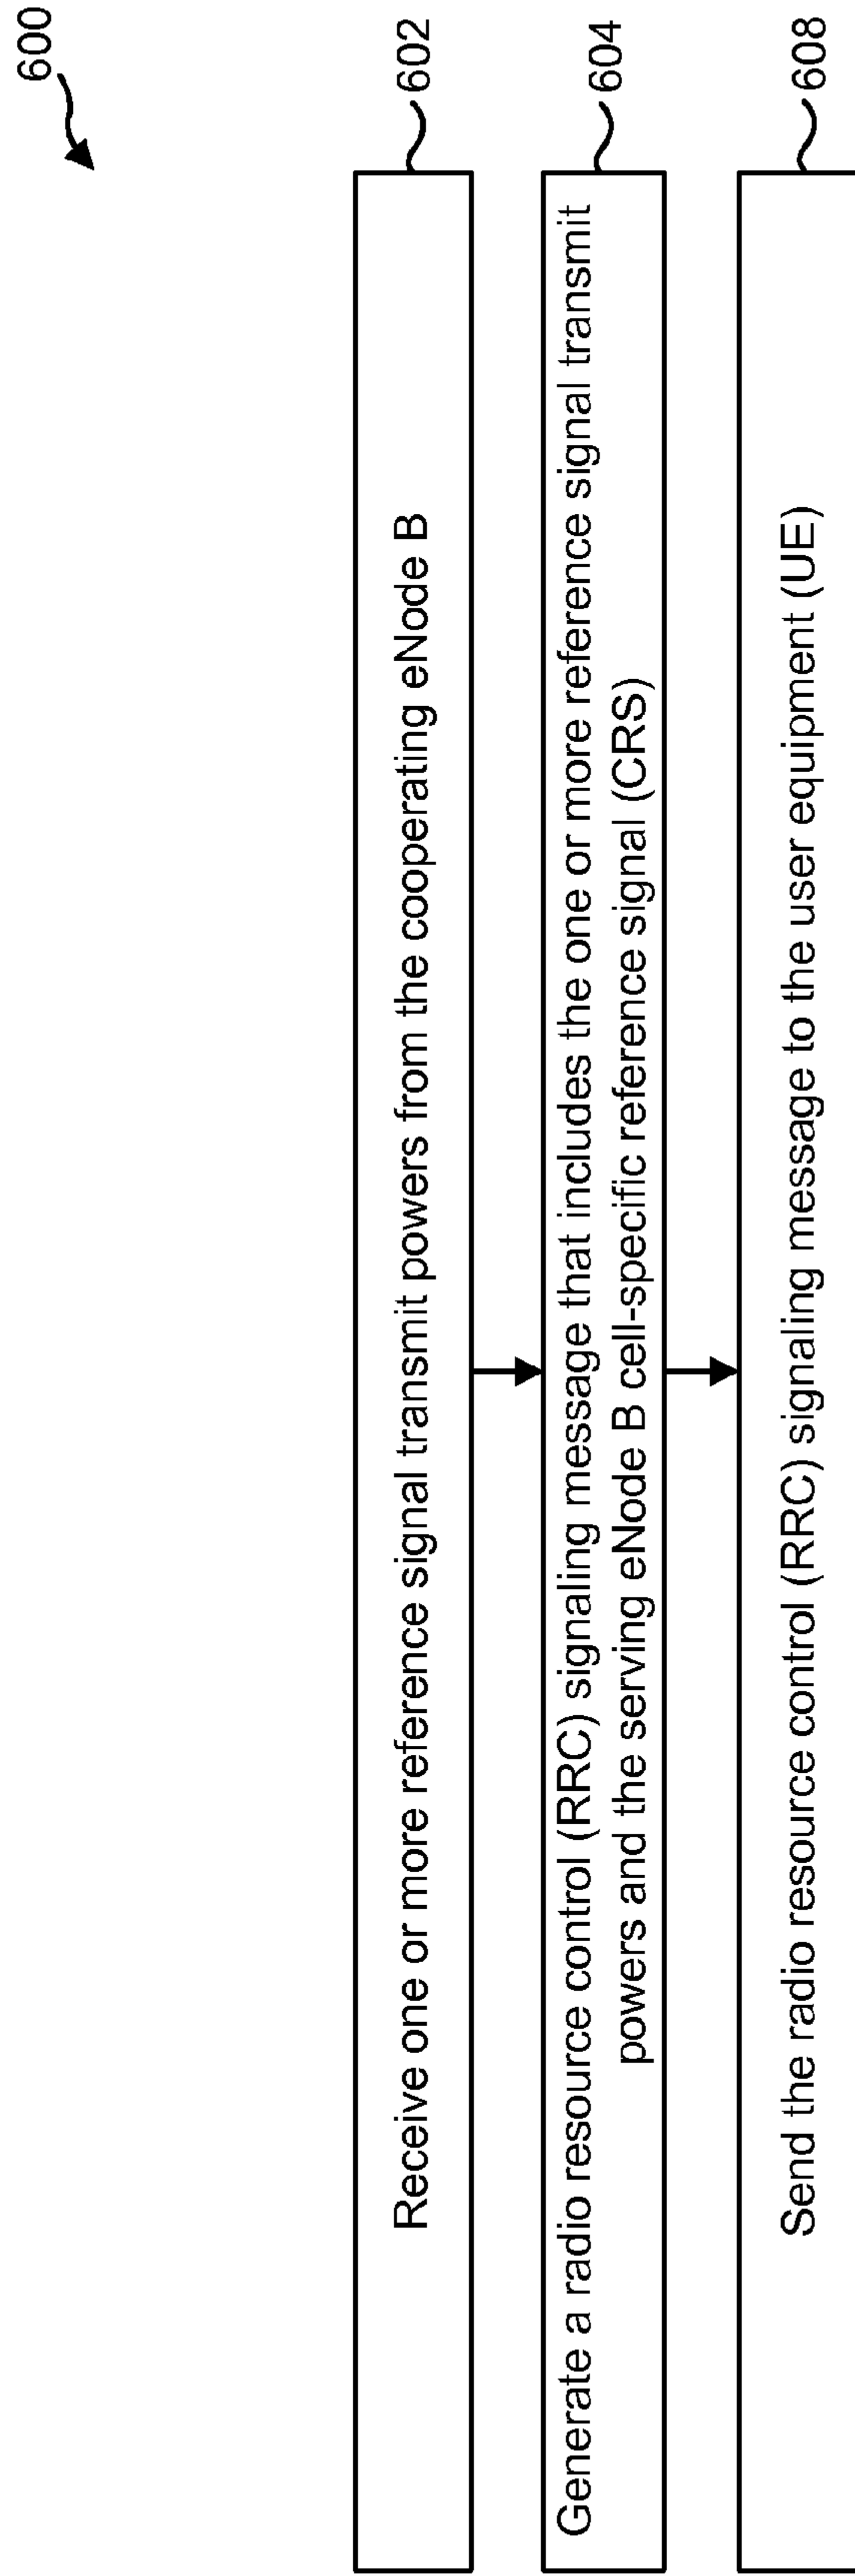 600
Receive one or more reference signal transmit powers from the cooperating eNode B
602
Generate a radio resource control (RRC) signaling message that includes the one or more reference signal transmit
powers and the serving eNode B cell-specific reference signal (CRS)
604
Send the radio resource control (RRC) signaling message to the user equipment (UE)
608